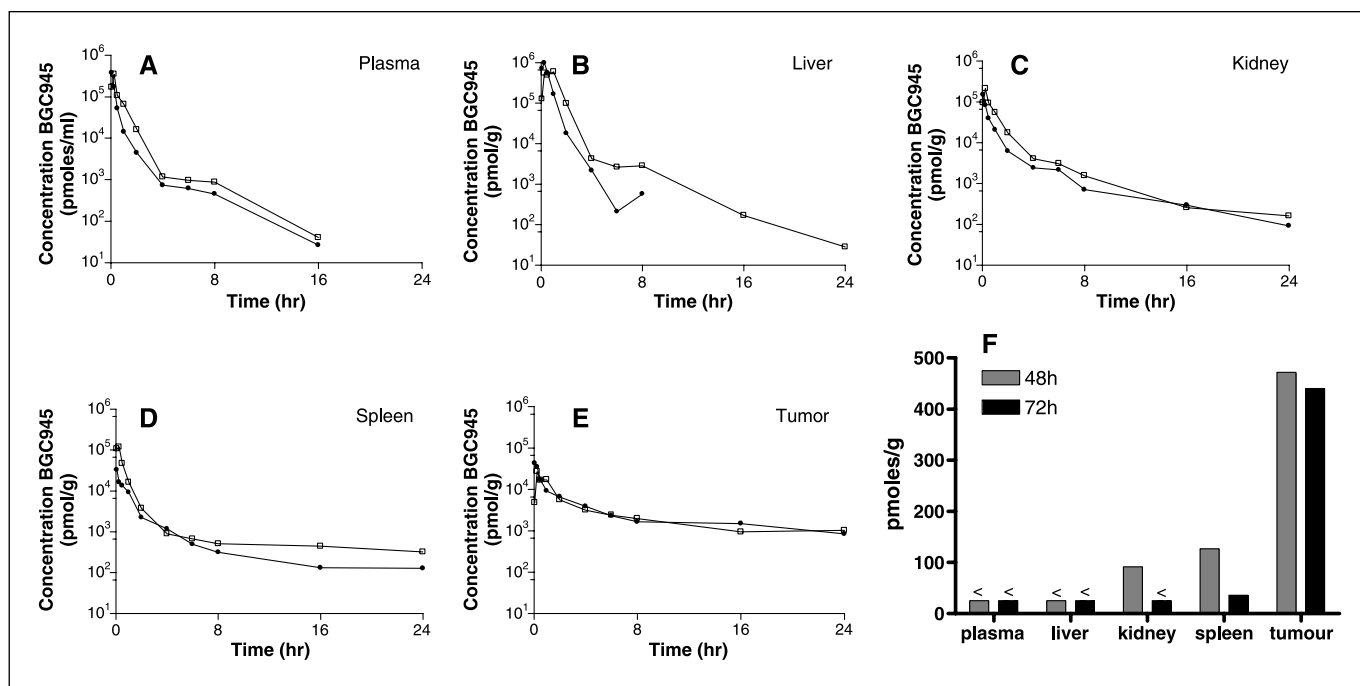 A
Plasma
Concentration BGC945
(pmoles/ml)
10^6
10^5
10^4
10^3
10^2
10^1
0
8
16
24
Time (hr)
B
Liver
Concentration BGC945
(pmol/g)
10^6
10^5
10^4
10^3
10^2
10^1
0
8
16
24
Time (hr)
C
Kidney
Concentration BGC945
(pmol/g)
10^6
10^5
10^4
10^3
10^2
10^1
0
8
16
24
Time (hr)
D
Spleen
Concentration BGC945
(pmol/g)
10^6
10^5
10^4
10^3
10^2
10^1
0
8
16
24
Time (hr)
E
Tumor
Concentration BGC945
(pmol/g)
10^6
10^5
10^4
10^3
10^2
10^1
0
8
16
24
Time (hr)
F
48h
72h
pmoles/g
500
400
300
200
100
0
< < < < <
plasma liver kidney spleen tumour